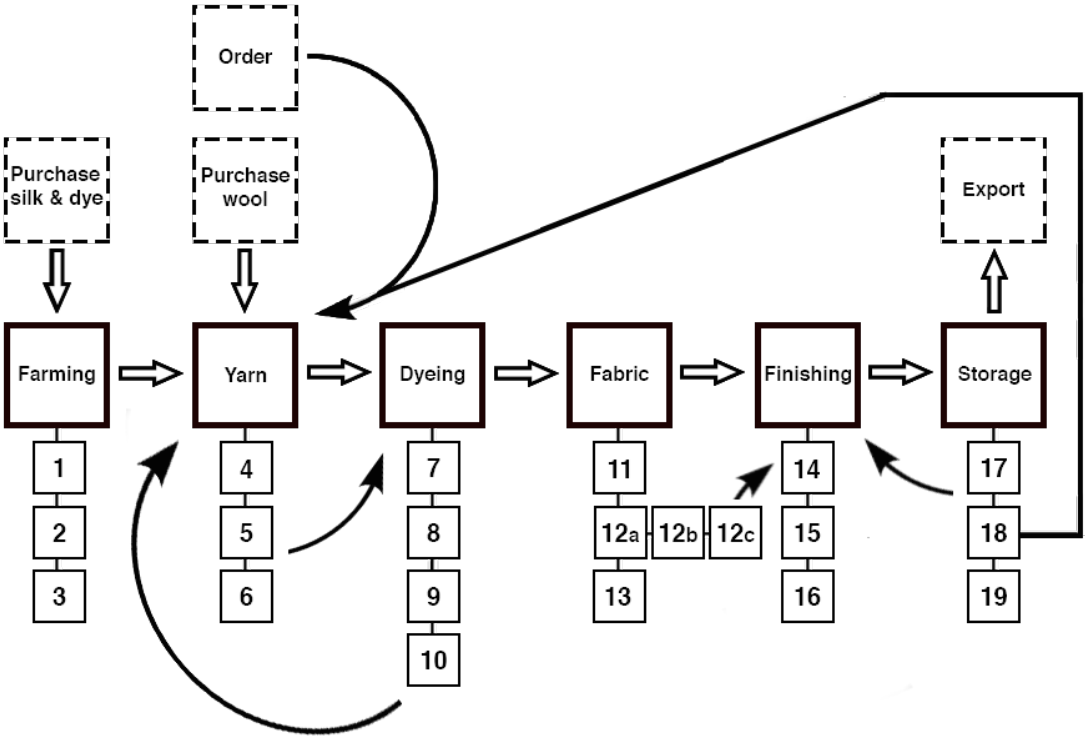 Order
Purchase
silk & dye
Purchase
wool
Export
Farming
Yarn
Dyeing
Fabric
Finishing
Storage
1
4
7
11
14
17
2
5
8
12a
12b
12c
15
18
3
6
9
13
16
19
10